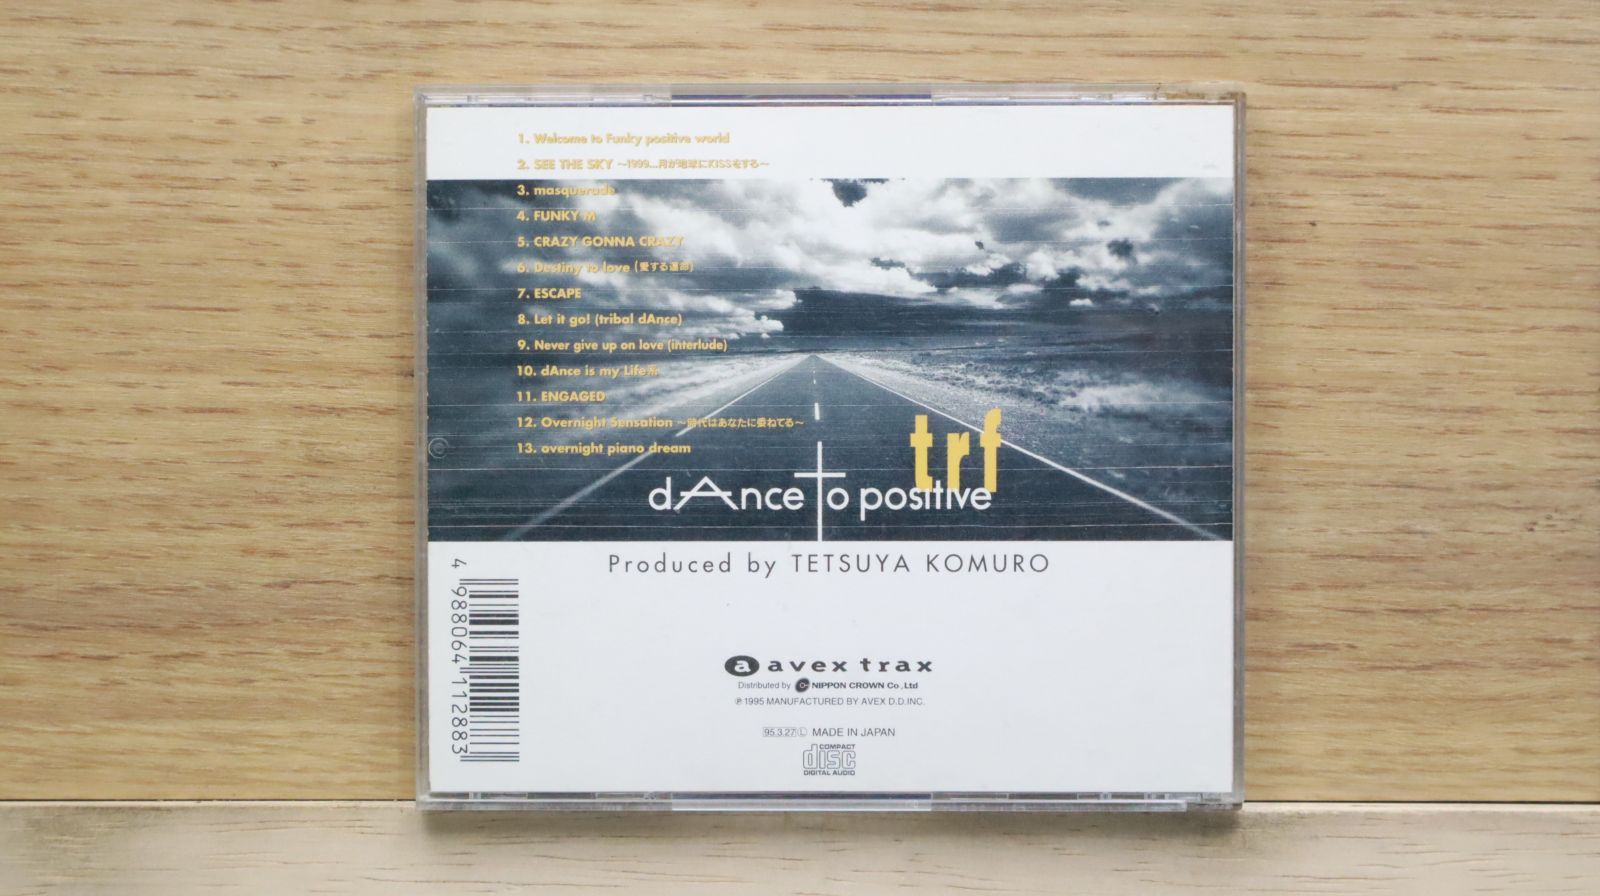 1. Welcome to Funky positive world
2. SEE THE SKY ～1999...月が地球にKISSをする～
3. masquerade
4. FUNKY M
5. CRAZY GONNA CRAZY
6. Destiny to love (愛する運命)
7. ESCAPE
8. Let it go! (tribal dAnce)
9. Never give up on love (interlude)
10. dAnce is my Life系
11. ENGAGED
12. Overnight Sensation ～時代はあなたに委ねてる～
13. overnight piano dream
trf
dAnce to positive
Produced by TETSUYA KOMURO
4 988064 112883
a avex trax
Distributed by NIPPON CROWN Co.,Ltd
℗ 1995 MANUFACTURED BY AVEX D.D.INC.
95.3.27 Ⓛ MADE IN JAPAN
COMPACT
disc
DIGITAL AUDIO